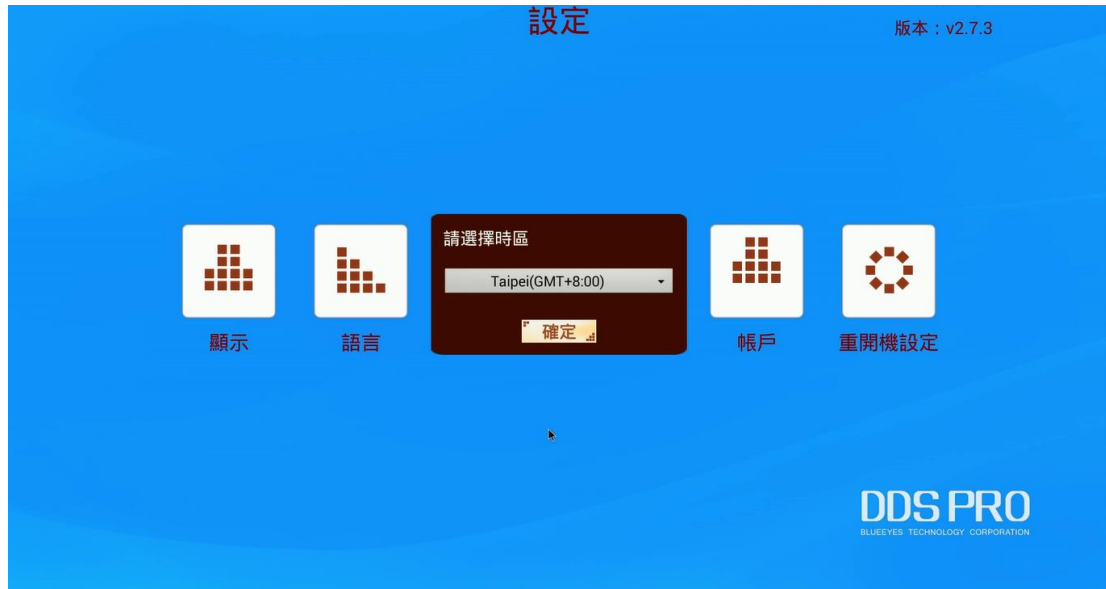 設定
版本：v2.7.3
請選擇時區
Taipei(GMT+8:00)
確定
顯示
語言
帳戶
重開機設定
DDS PRO
BLUEEYES TECHNOLOGY CORPORATION